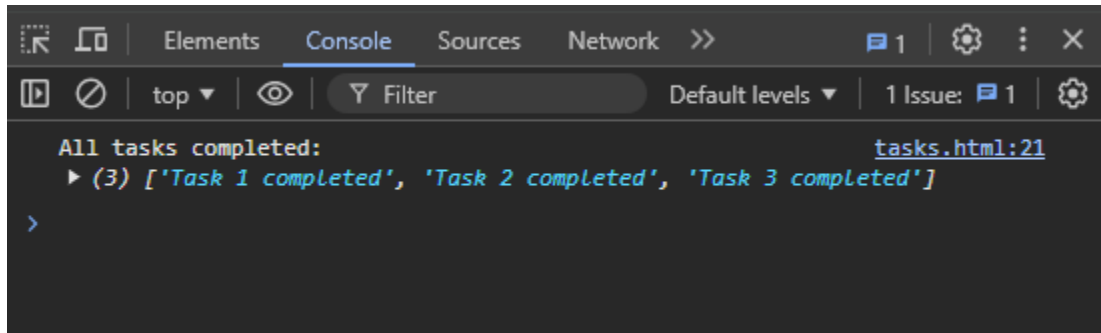 Elements Console Sources Network 1
top Filter Default levels 1 Issue: 1
All tasks completed: tasks.html:21
(3) ['Task 1 completed', 'Task 2 completed', 'Task 3 completed']